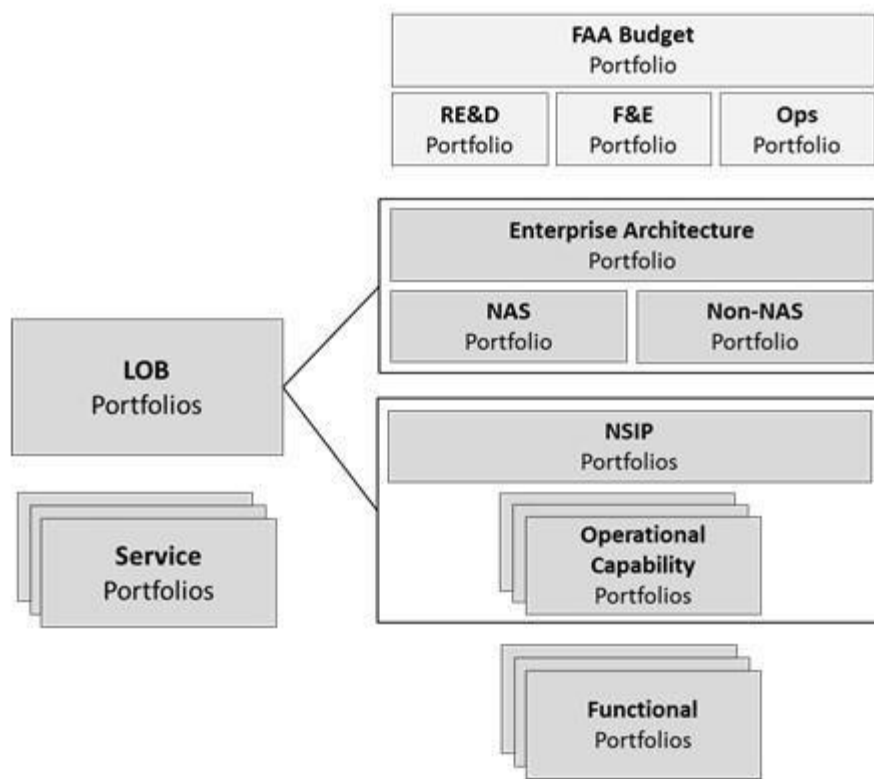 FAA Budget
Portfolio
RE&D
Portfolio
F&E
Portfolio
Ops
Portfolio
Enterprise Architecture
Portfolio
NAS
Portfolio
Non-NAS
Portfolio
LOB
Portfolios
NSIP
Portfolios
Service
Portfolios
Operational
Capability
Portfolios
Functional
Portfolios